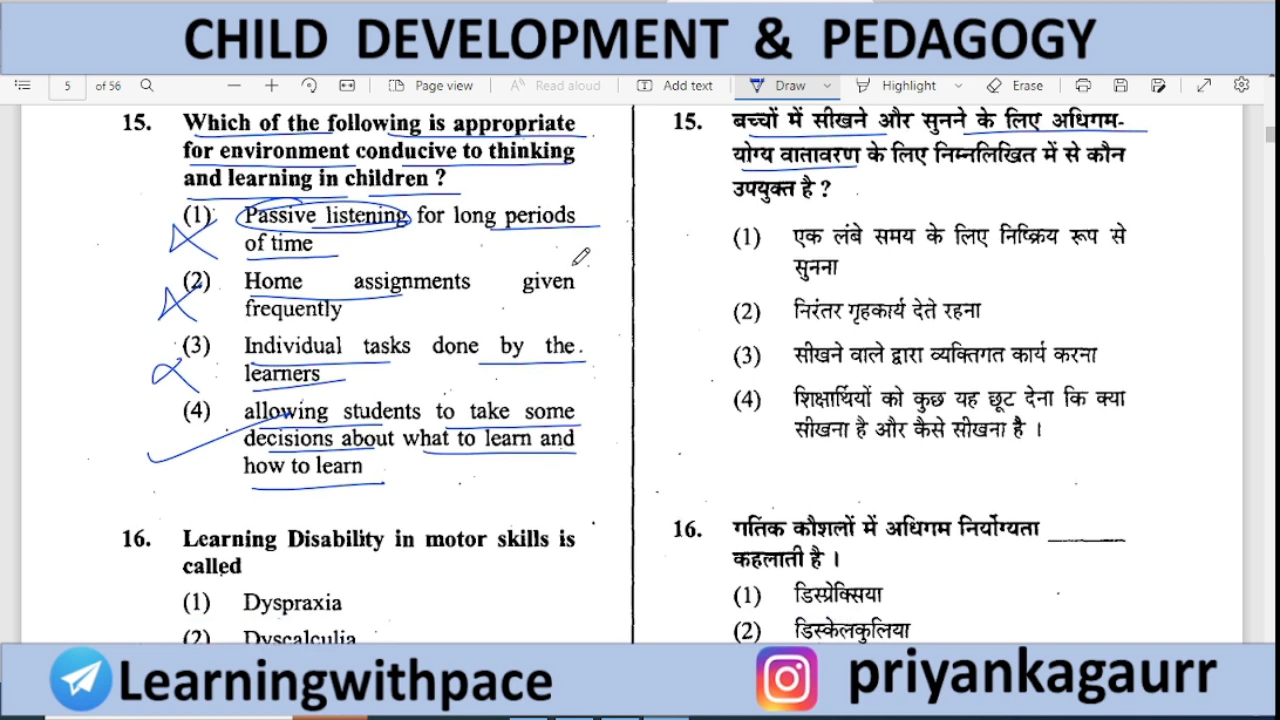 CHILD DEVELOPMENT & PEDAGOGY
5 of 56
Page view
Read aloud
Add text
Draw
Highlight
Erase
15. Which of the following is appropriate
for environment conducive to thinking
and learning in children ?
(1) Passive listening for long periods
of time
(2) Home assignments given
frequently
(3) Individual tasks done by the
learners
(4) allowing students to take some
decisions about what to learn and
how to learn
16. Learning Disability in motor skills is
called
(1) Dyspraxia
(2) Dyscalculia
15. बच्चों में सीखने और सुनने के लिए अधिगम-
योग्य वातावरण के लिए निम्नलिखित में से कौन
उपयुक्त है ?
(1) एक लंबे समय के लिए निष्क्रिय रूप से
सुनना
(2) निरंतर गृहकार्य देते रहना
(3) सीखने वाले द्वारा व्यक्तिगत कार्य करना
(4) शिक्षार्थियों को कुछ यह छूट देना कि क्या
सीखना है और कैसे सीखना है ।
16. गतिक कौशलों में अधिगम निर्योग्यता ______
कहलाती है ।
(1) डिस्प्रेक्सिया
(2) डिस्केलकुलिया
Learningwithpace
priyankagaurr